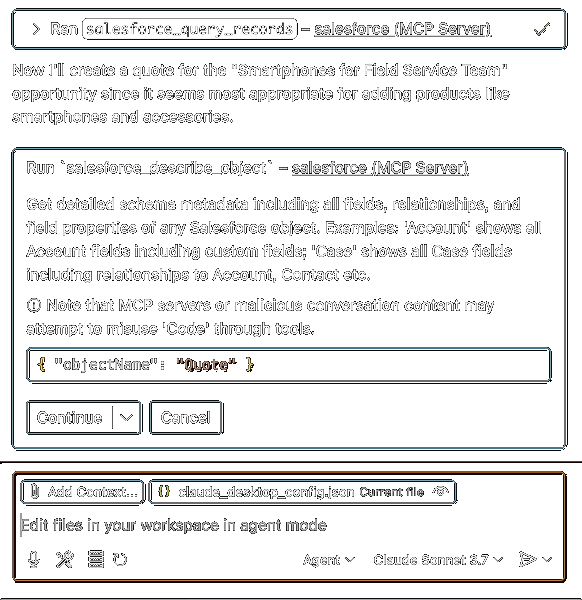 Ran salesforce_query_records – salesforce (MCP Server)
Now I'll create a quote for the "Smartphones for Field Service Team"
opportunity since it seems most appropriate for adding products like
smartphones and accessories.
Run `salesforce_describe_object` – salesforce (MCP Server)
Get detailed schema metadata including all fields, relationships, and
field properties of any Salesforce object. Examples: 'Account' shows all
Account fields including custom fields; 'Case' shows all Case fields
including relationships to Account, Contact etc.
Note that MCP servers or malicious conversation content may
attempt to misuse 'Code' through tools.
{ "objectName": "Quote" }
Continue Cancel
Add Context... {} claude_desktop_config.json Current file
Edit files in your workspace in agent mode
Agent Claude Sonnet 3.7